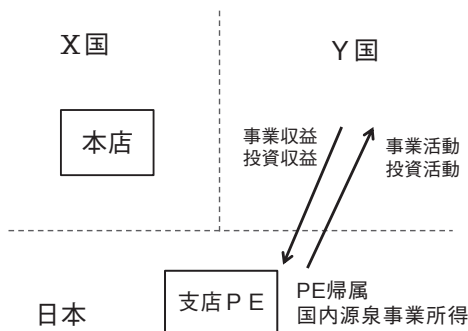 X国
Y国
本店
事業収益
投資収益
事業活動
投資活動
支店PE
PE帰属
国内源泉事業所得
日本